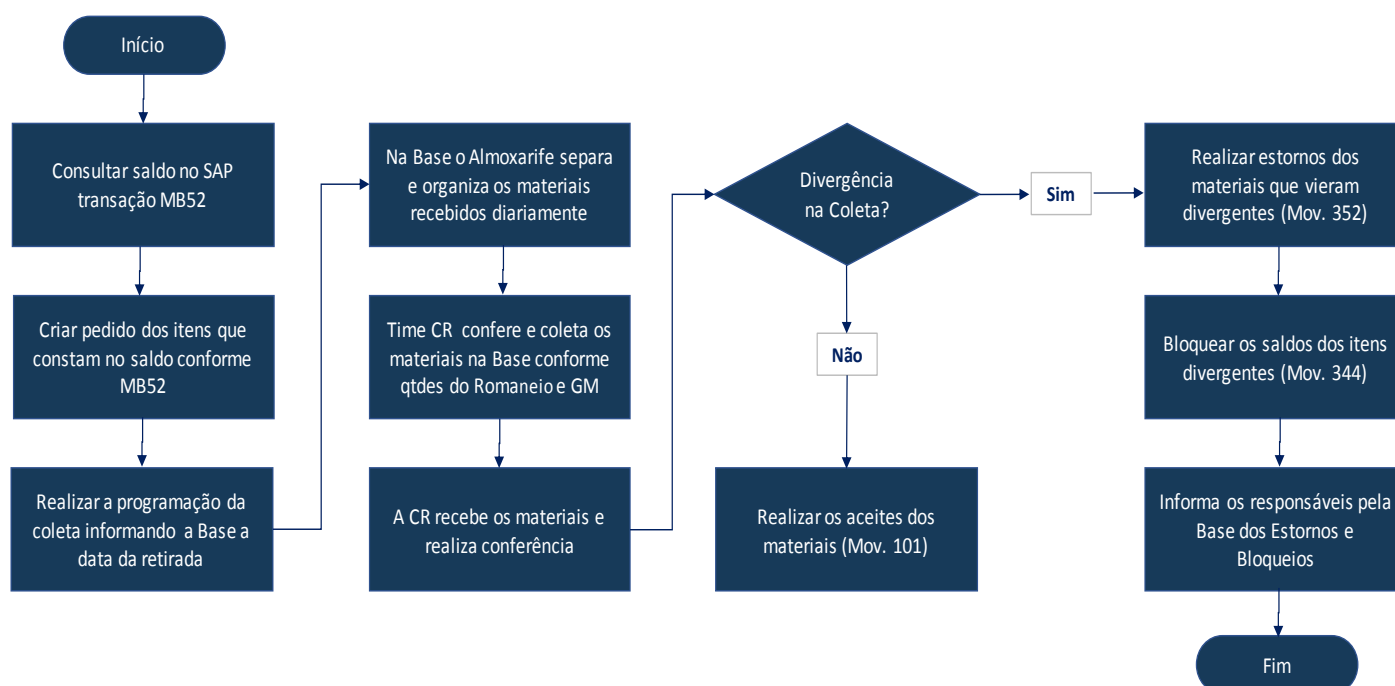 Início
Consultar saldo no SAP
transação MB52
Criar pedido dos itens que
constam no saldo conforme
MB52
Realizar a programação da
coleta informando a Base a
data da retirada
Na Base o Almoxarife separa
e organiza os materiais
recebidos diariamente
Time CR confere e coleta os
materiais na Base conforme
qtdes do Romaneio e GM
A CR recebe os materiais e
realiza conferência
Divergência
na Coleta?
Sim
Não
Realizar os aceites dos
materiais (Mov. 101)
Realizar estornos dos
materiais que vieram
divergentes (Mov. 352)
Bloquear os saldos dos itens
divergentes (Mov. 344)
Informa os responsáveis pela
Base dos Estornos e
Bloqueios
Fim